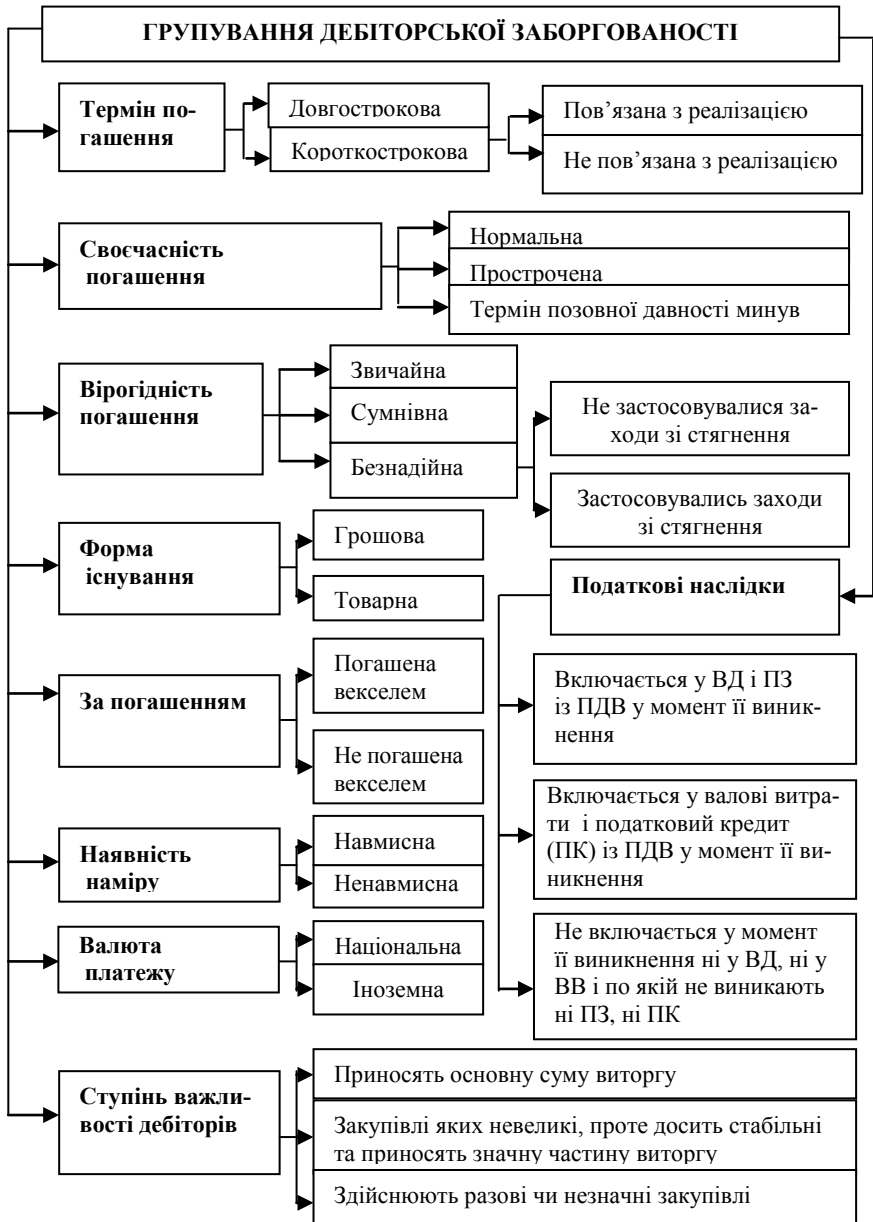 ГРУПУВАННЯ ДЕБІТОРСЬКОЇ ЗАБОРГОВАНОСТІ
Термін по-
гашення
Довгострокова
Короткострокова
Пов’язана з реалізацією
Не пов’язана з реалізацією
Своєчасність
погашення
Нормальна
Прострочена
Термін позовної давності минув
Вірогідність
погашення
Звичайна
Сумнівна
Безнадійна
Не застосовувалися за-
ходи зі стягнення
Застосовувались заходи
зі стягнення
Форма
існування
Грошова
Товарна
Податкові наслідки
Включається у ВД і ПЗ
із ПДВ у момент її виник-
нення
Включається у валові витра-
ти і податковий кредит
(ПК) із ПДВ у момент її ви-
никнення
Не включається у момент
її виникнення ні у ВД, ні у
ВВ і по якій не виникають
ні ПЗ, ні ПК
За погашенням
Погашена
векселем
Не погашена
векселем
Наявність
наміру
Навмисна
Ненавмисна
Валюта
платежу
Національна
Іноземна
Ступінь важли-
вості дебіторів
Приносять основну суму виторгу
Закупівлі яких невеликі, проте досить стабільні
та приносять значну частину виторгу
Здійснюють разові чи незначні закупівлі